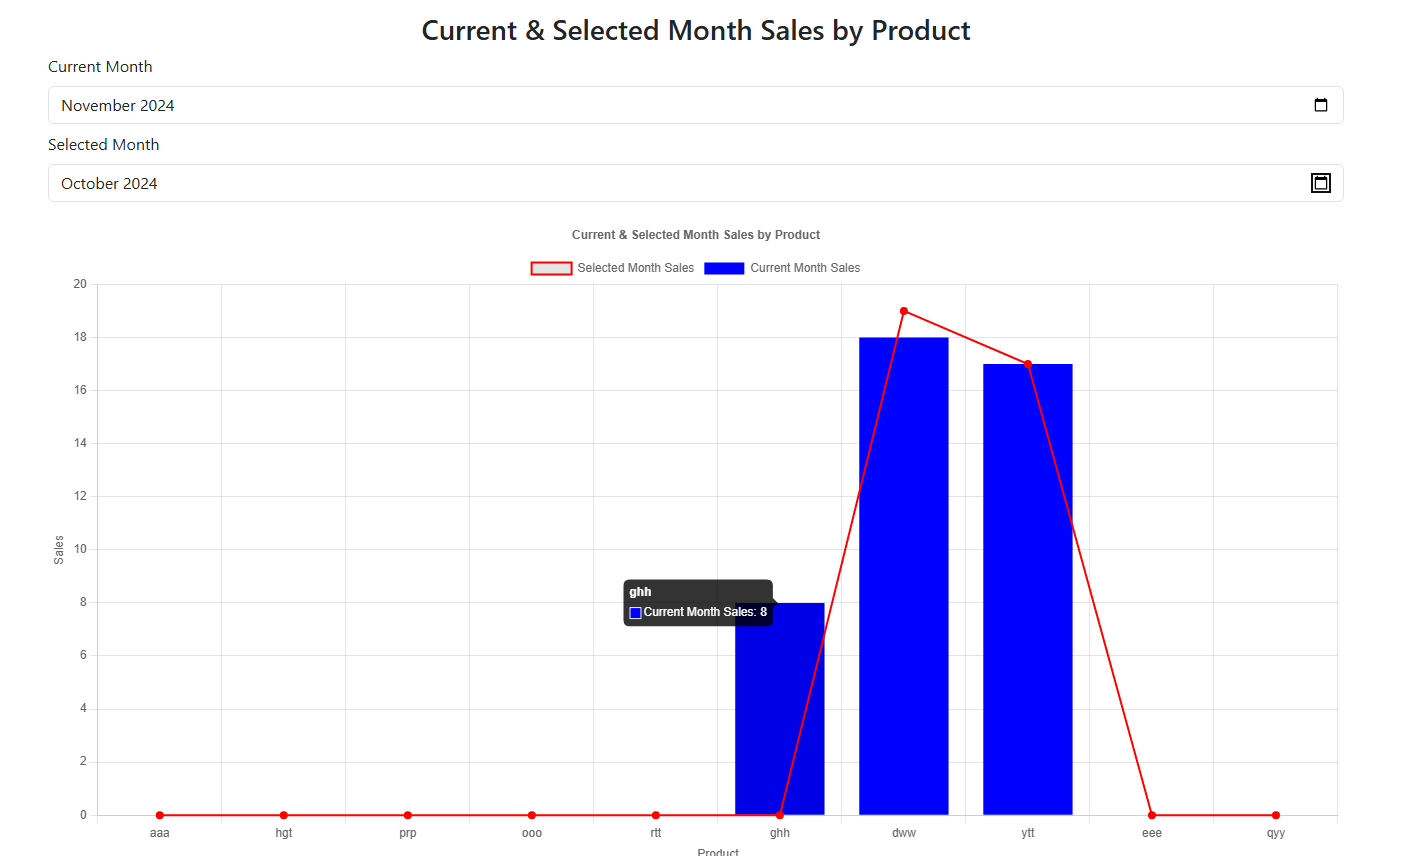 Current & Selected Month Sales by Product
Current Month
November 2024
Selected Month
October 2024
Current & Selected Month Sales by Product
Selected Month Sales Current Month Sales
20
18
16
14
12
10
8
6
4
2
0
Sales
ghh
Current Month Sales: 8
aaa hgt prp ooo rtt ghh dww ytt eee qyy
Product